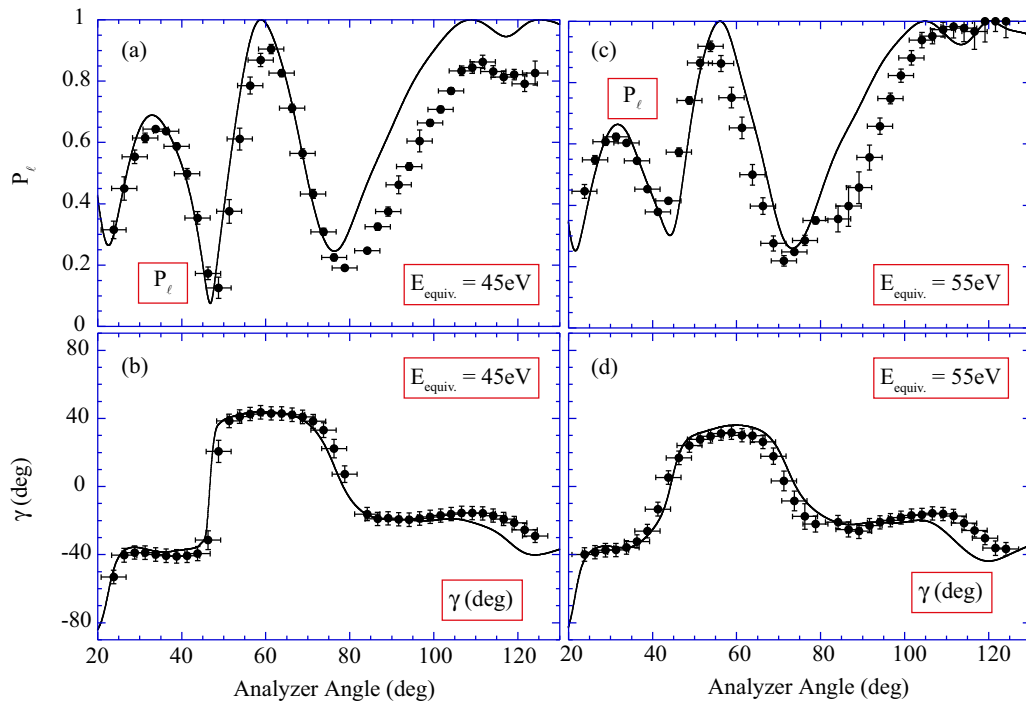 (a)
(c)
P_ℓ
P_ℓ
P_ℓ
E_equiv. = 45eV
E_equiv. = 55eV
1
0.8
0.6
0.4
0.2
0
(b)
(d)
E_equiv. = 45eV
E_equiv. = 55eV
γ (deg)
γ (deg)
γ (deg)
80
40
0
-40
-80
20 40 60 80 100 120
20 40 60 80 100 120
Analyzer Angle (deg)
Analyzer Angle (deg)